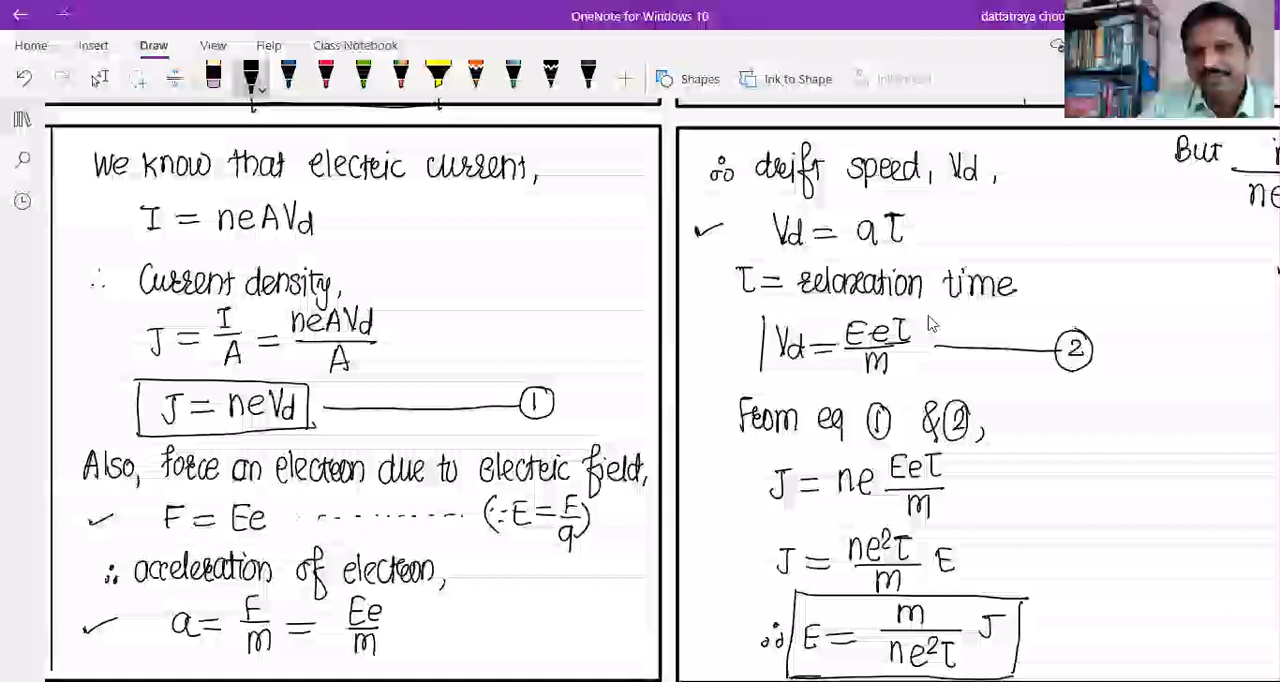 OneNote for Windows 10
dattatraya chou
Home Insert Draw View Help Class Notebook
Shapes Ink to Shape
We know that electric current,
I = neAVd
∴ Current density,
J = I/A = neAVd/A
J = neVd ①
Also, force on electron due to electric field,
✓ F = Ee ---------- (∵E = F/q)
∴ acceleration of electron,
✓ a = F/m = Ee/m
∴ drift speed, Vd,
✓ Vd = aτ
τ = relaxation time
Vd = Eeτ/m ②
From eq ① & ②,
J = ne Eeτ/m
J = ne²τ/m E
∴ E = m/ne²τ J
But
ne